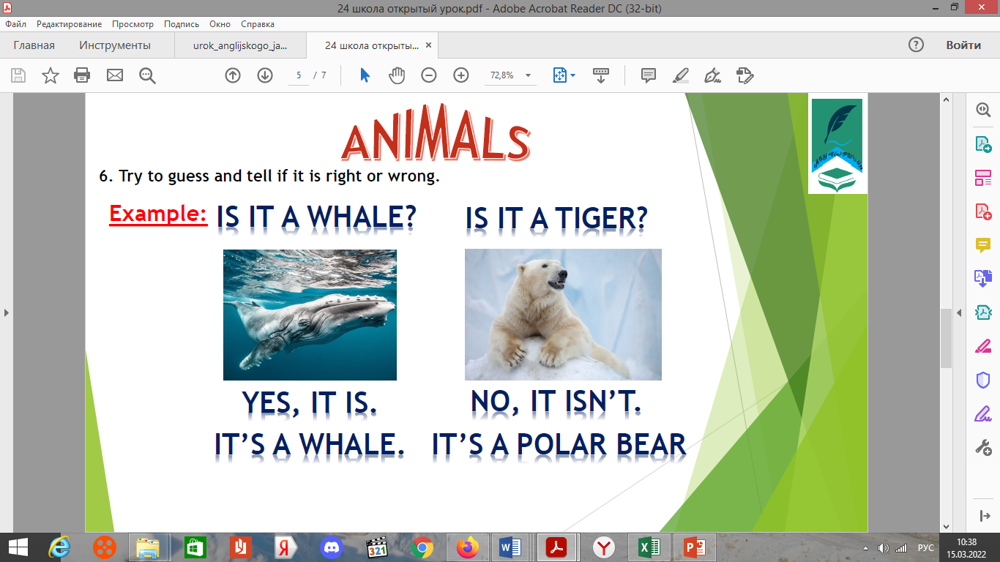 24 школа открытый урок.pdf - Adobe Acrobat Reader DC (32-bit)
Файл Редактирование Просмотр Подпись Окно Справка
Главная Инструменты urok_anglijskogo_ja... 24 школа открыты... × Войти
5 / 7 72,8%
ANIMALS
6. Try to guess and tell if it is right or wrong.
Example: IS IT A WHALE? IS IT A TIGER?
YES, IT IS. NO, IT ISN’T.
IT’S A WHALE. IT’S A POLAR BEAR
321
РУС
10:38
15.03.2022